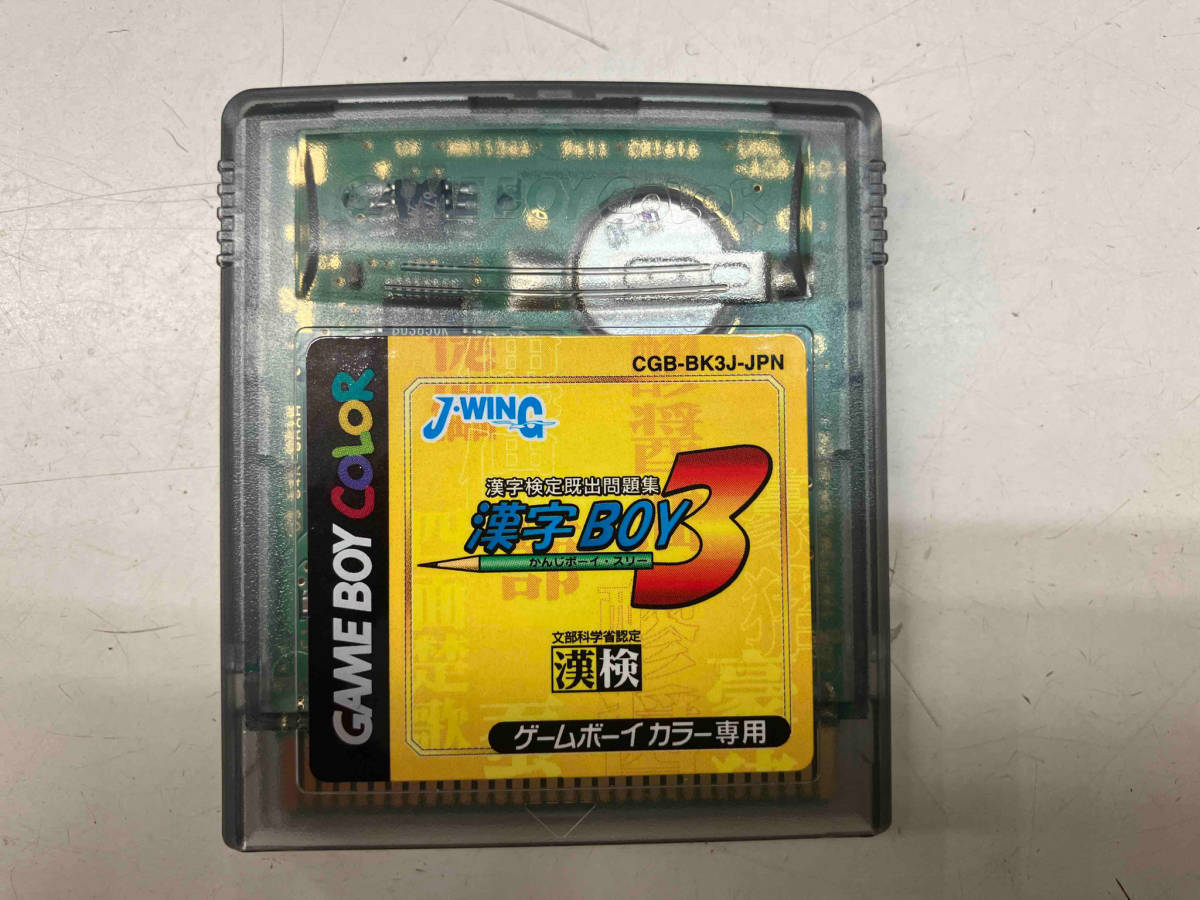 GAME BOY COLOR
CGB-BK3J-JPN
GAME BOY COLOR
J·WING
漢字検定既出問題集
漢字BOY3
かんじボーイ・スリー
文部科学省認定
漢検
ゲームボーイカラー専用